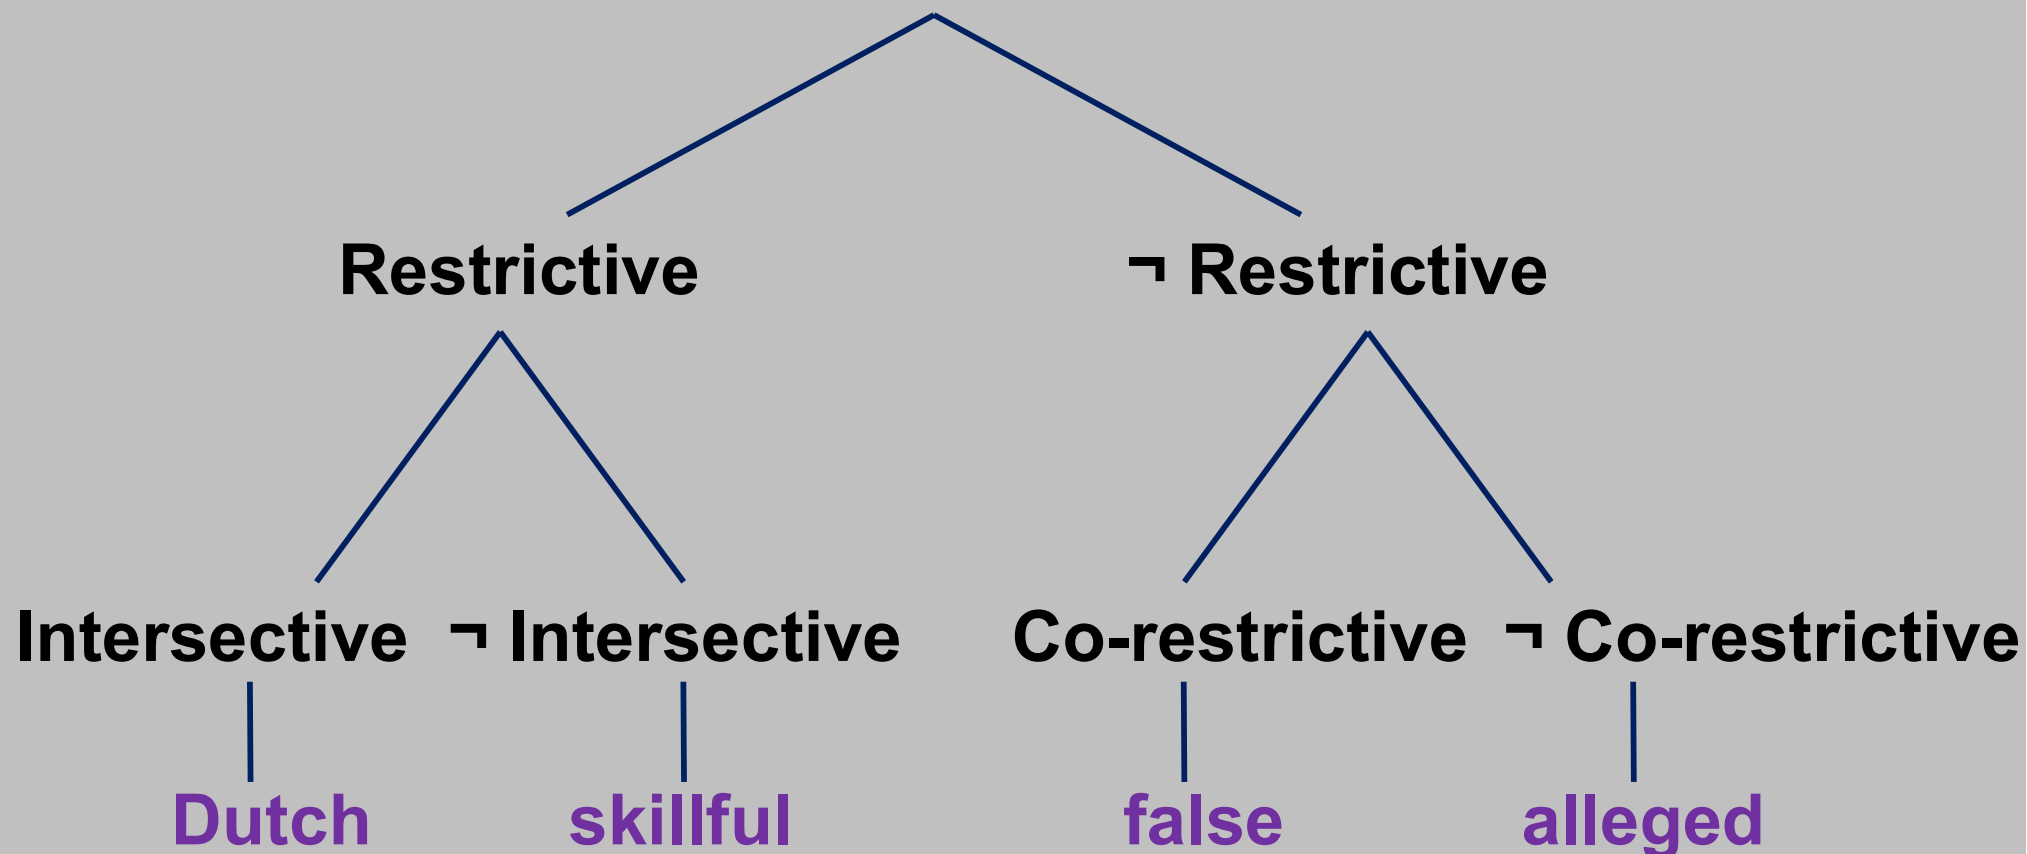 Restrictive ¬ Restrictive
Intersective ¬ Intersective Co-restrictive ¬ Co-restrictive
Dutch skillful false alleged